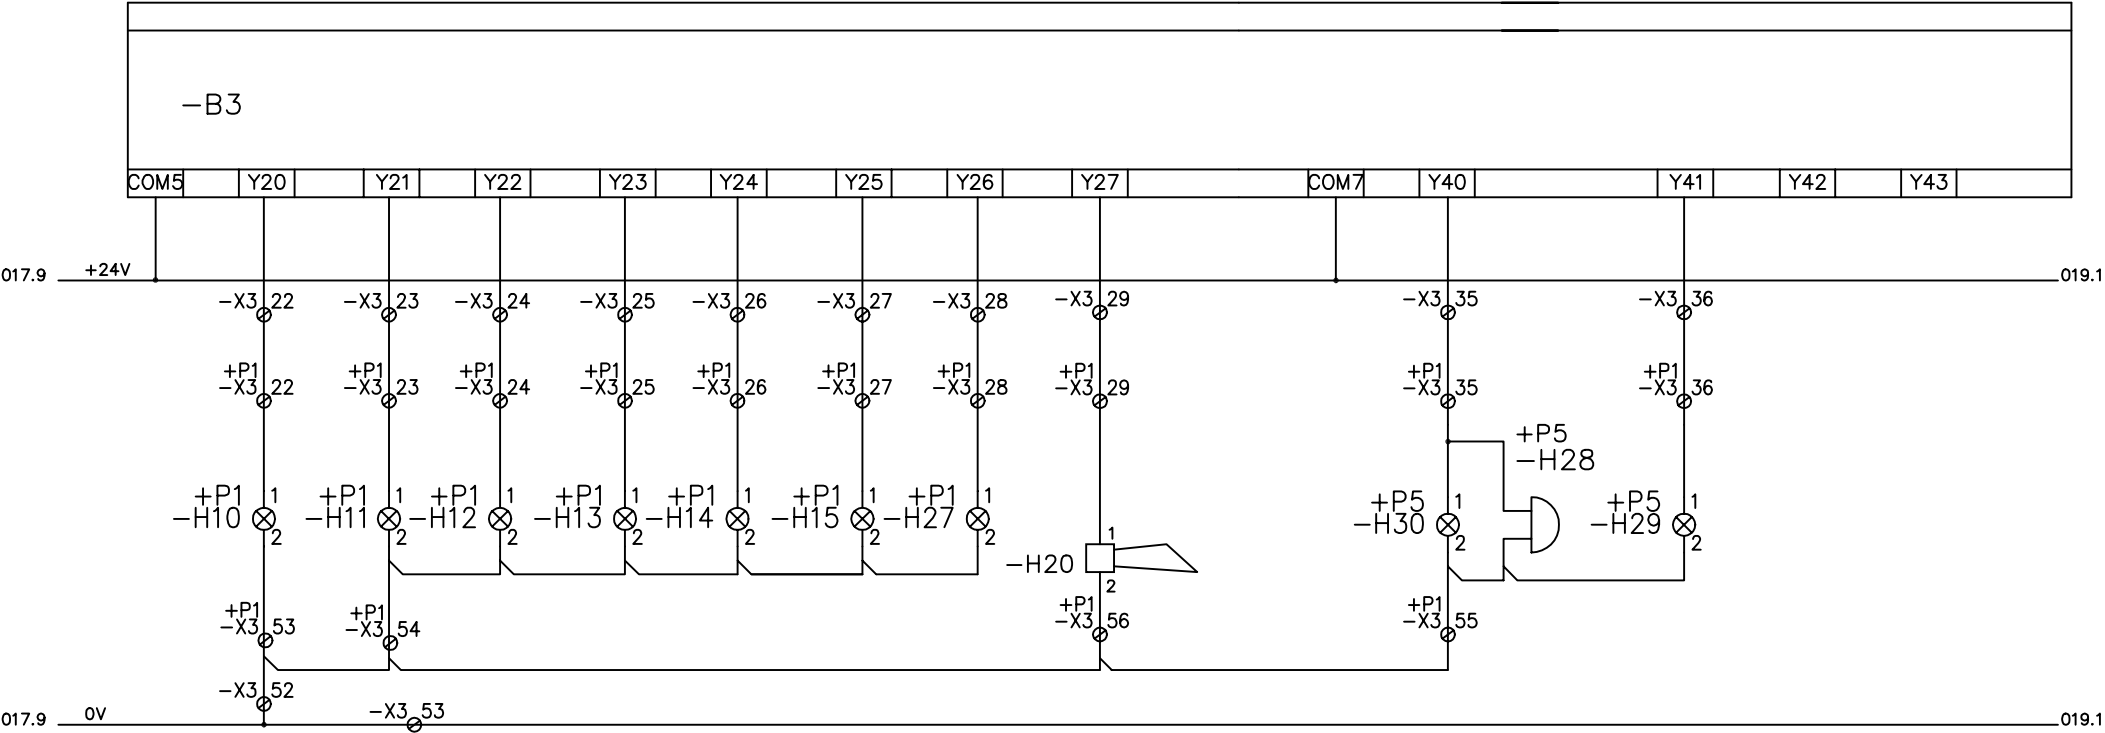 -B3
COM5 Y20 Y21 Y22 Y23 Y24 Y25 Y26 Y27 COM7 Y40 Y41 Y42 Y43
017.9 +24V 019.1
-X3 22 -X3 23 -X3 24 -X3 25 -X3 26 -X3 27 -X3 28 -X3 29 -X3 35 -X3 36
+P1 +P1 +P1 +P1 +P1 +P1 +P1 +P1 +P1 +P1
-X3 22 -X3 23 -X3 24 -X3 25 -X3 26 -X3 27 -X3 28 -X3 29 -X3 35 -X3 36
+P5
-H28
+P1 1 +P1 1 +P1 1 +P1 1 +P1 1 +P1 1 +P1 1 +P5 1 +P5 1
-H10 -H11 -H12 -H13 -H14 -H15 -H27 -H30 -H29
2 2 2 2 2 2 2 2 2
1
-H20
2
+P1 +P1 +P1 +P1
-X3 53 -X3 54 -X3 56 -X3 55
-X3 52
017.9 0V -X3 53 019.1